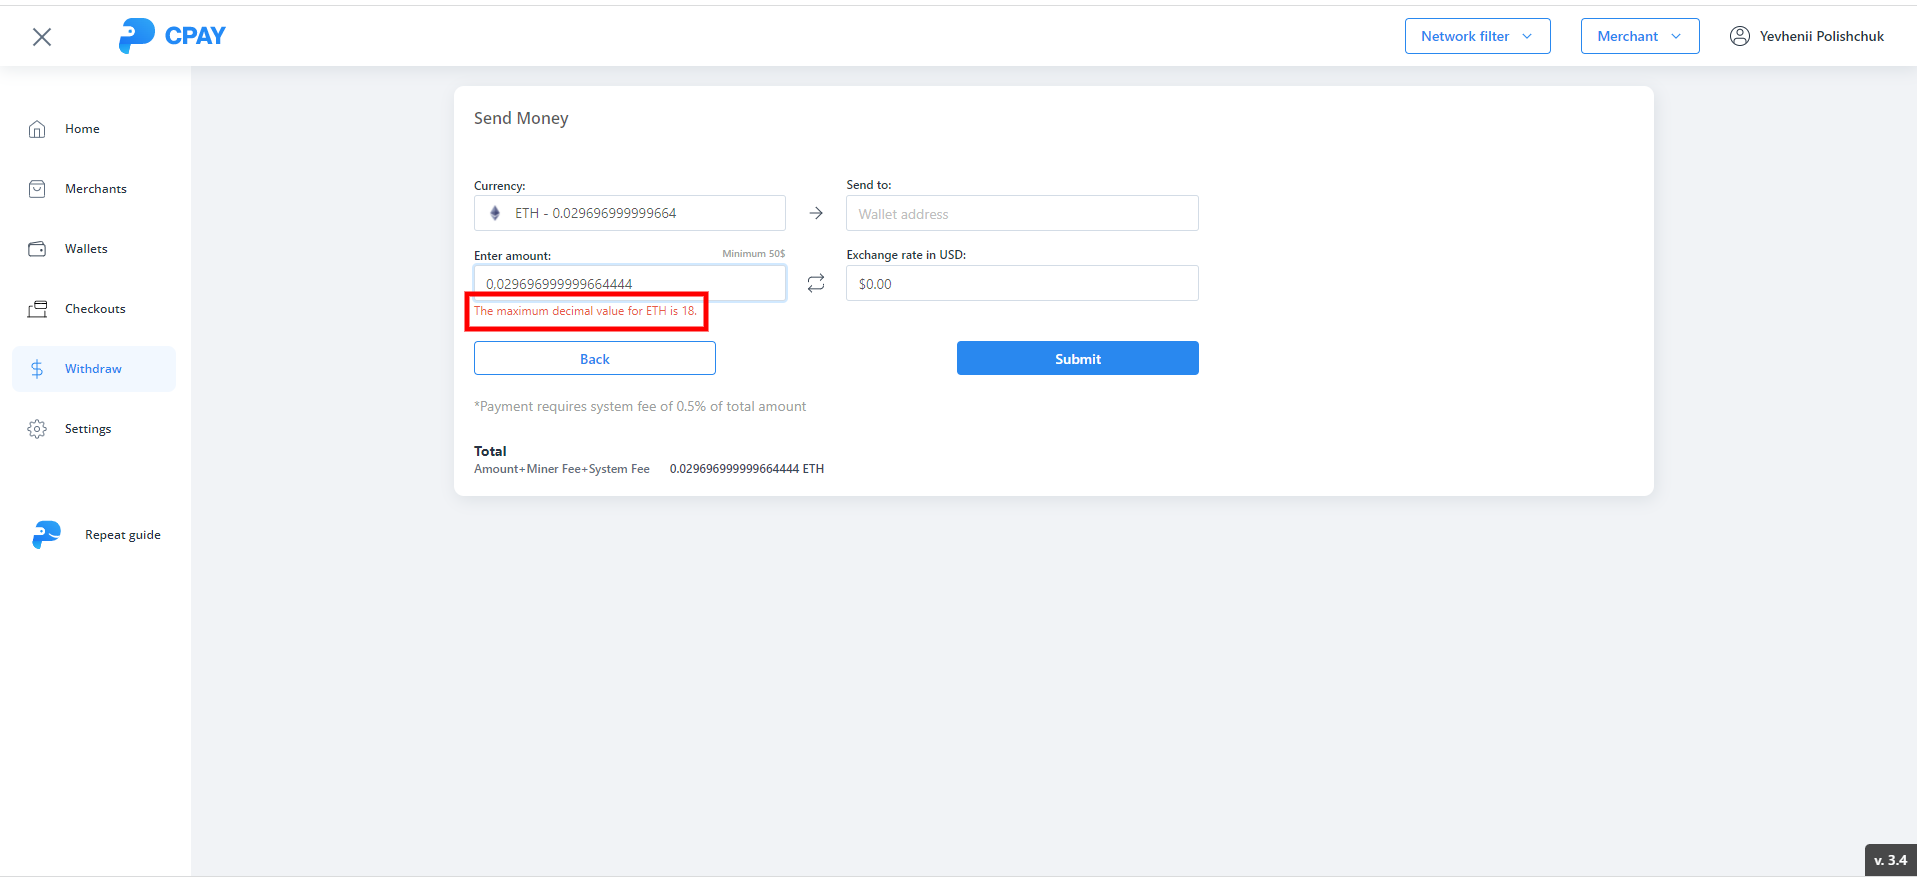 CPAY
Network filter
Merchant
Yevhenii Polishchuk
Home
Merchants
Wallets
Checkouts
Withdraw
Settings
Repeat guide
Send Money
Currency:
Send to:
ETH - 0.029696999999664
Wallet address
Enter amount:
Minimum 50$
Exchange rate in USD:
0,029696999999664444
$0.00
The maximum decimal value for ETH is 18.
Back
Submit
*Payment requires system fee of 0.5% of total amount
Total
Amount+Miner Fee+System Fee 0.029696999999664444 ETH
v. 3.4